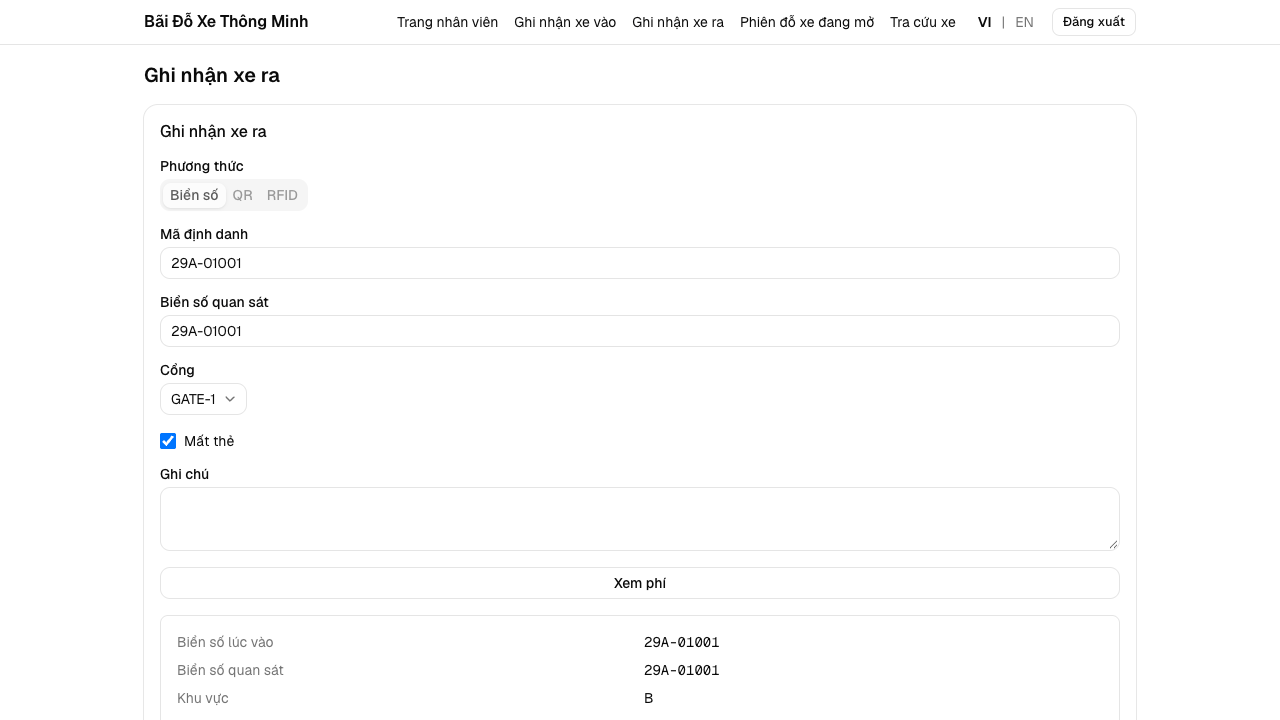 Bãi Đỗ Xe Thông Minh
Trang nhân viên
Ghi nhận xe vào
Ghi nhận xe ra
Phiên đỗ xe đang mở
Tra cứu xe
VI | EN
Đăng xuất
Ghi nhận xe ra
Ghi nhận xe ra
Phương thức
Biển số
QR
RFID
Mã định danh
29A-01001
Biển số quan sát
29A-01001
Cổng
GATE-1
Mất thẻ
Ghi chú
Xem phí
Biển số lúc vào 29A-01001
Biển số quan sát 29A-01001
Khu vực B